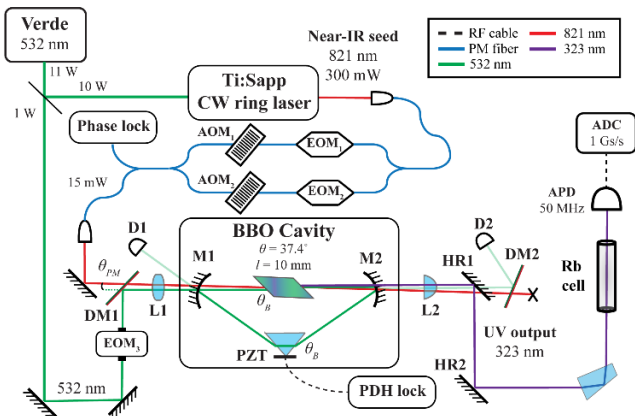 Verde
532 nm
11 W
10 W
1 W
Ti:Sapp
CW ring laser
Near-IR seed
821 nm
300 mW
RF cable
PM fiber
532 nm
821 nm
323 nm
Phase lock
15 mW
AOM1
EOM1
AOM2
EOM2
ADC
1 Gs/s
APD
50 MHz
Rb
cell
D1
M1
BBO Cavity
θ = 37.4°
l = 10 mm
θB
M2
D2
DM2
HR1
θPM
DM1
L1
L2
EOM3
PZT
θB
UV output
323 nm
HR2
532 nm
PDH lock